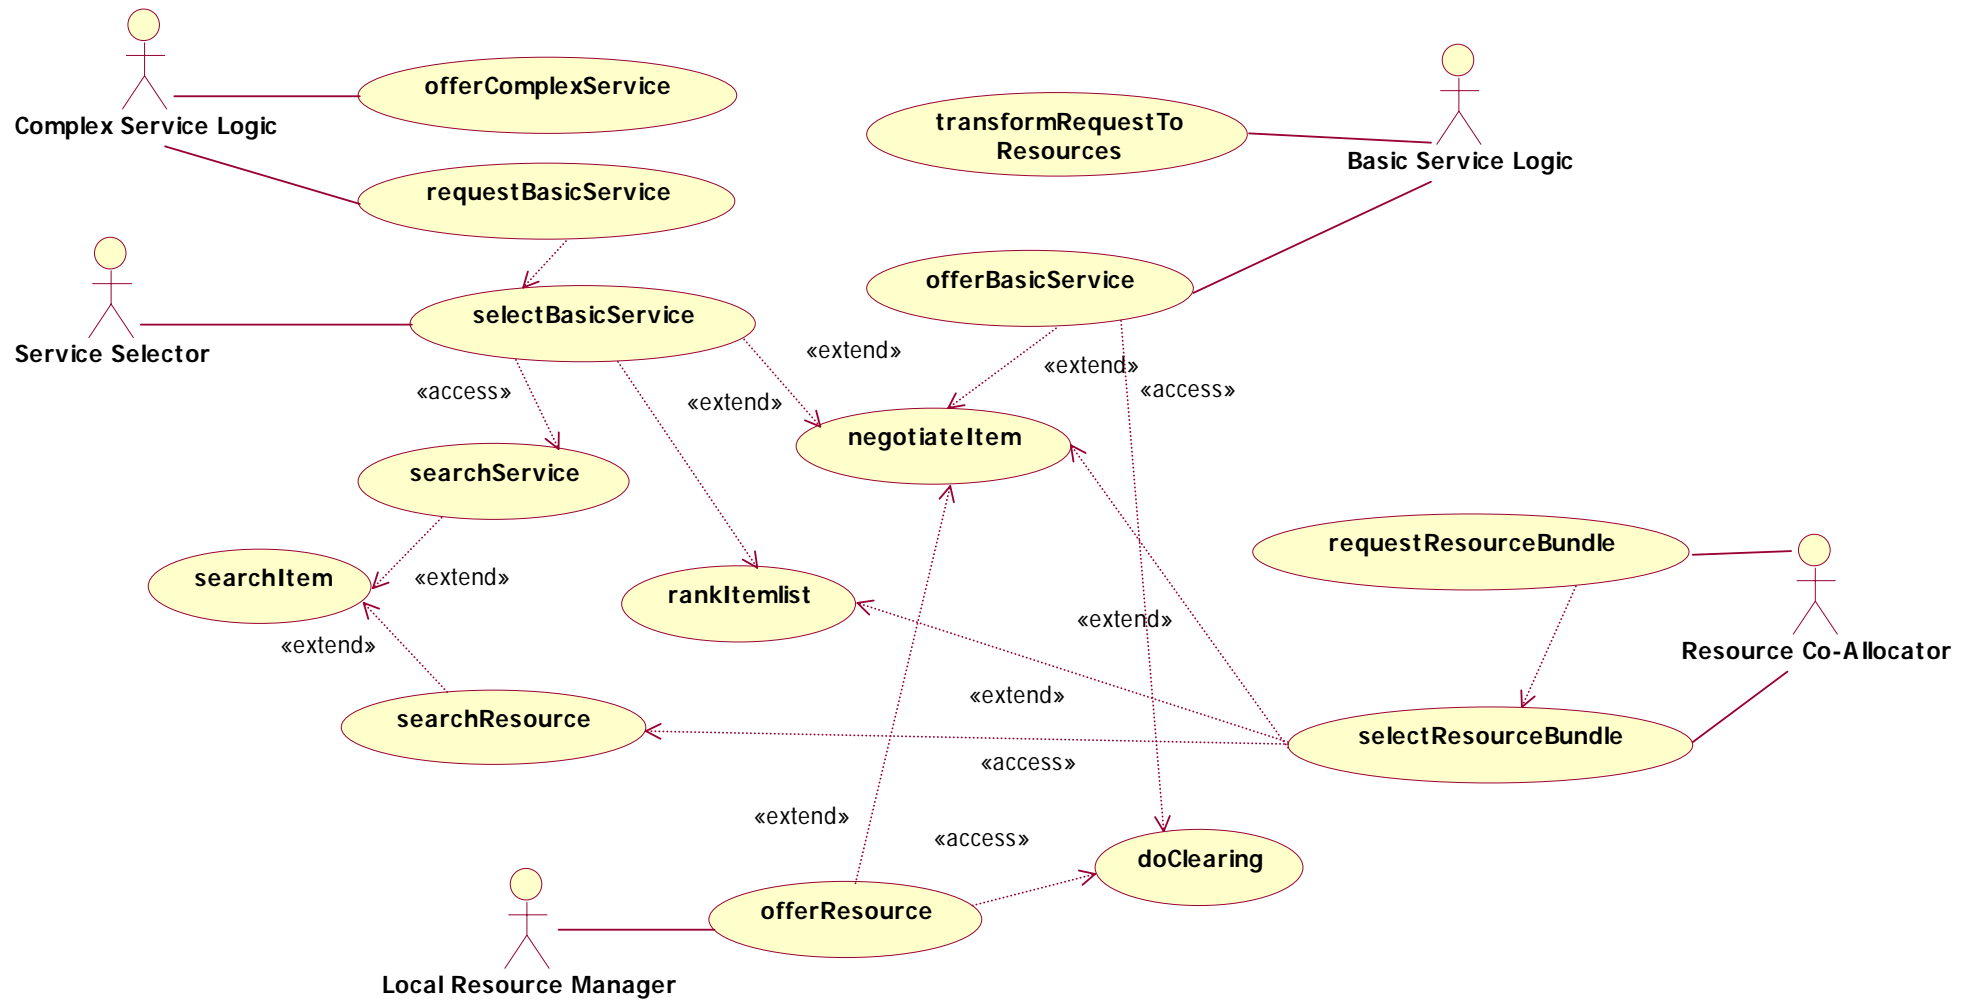 offerComplexService
Complex Service Logic
transformRequestTo
Resources
Basic Service Logic
requestBasicService
offerBasicService
selectBasicService
Service Selector
«extend»
«extend»
«access»
«access»
«extend»
negotiateItem
searchService
requestResourceBundle
searchItem
«extend»
rankItemlist
«extend»
«extend»
Resource Co-Allocator
«extend»
searchResource
selectResourceBundle
«access»
«extend»
«access»
doClearing
offerResource
Local Resource Manager